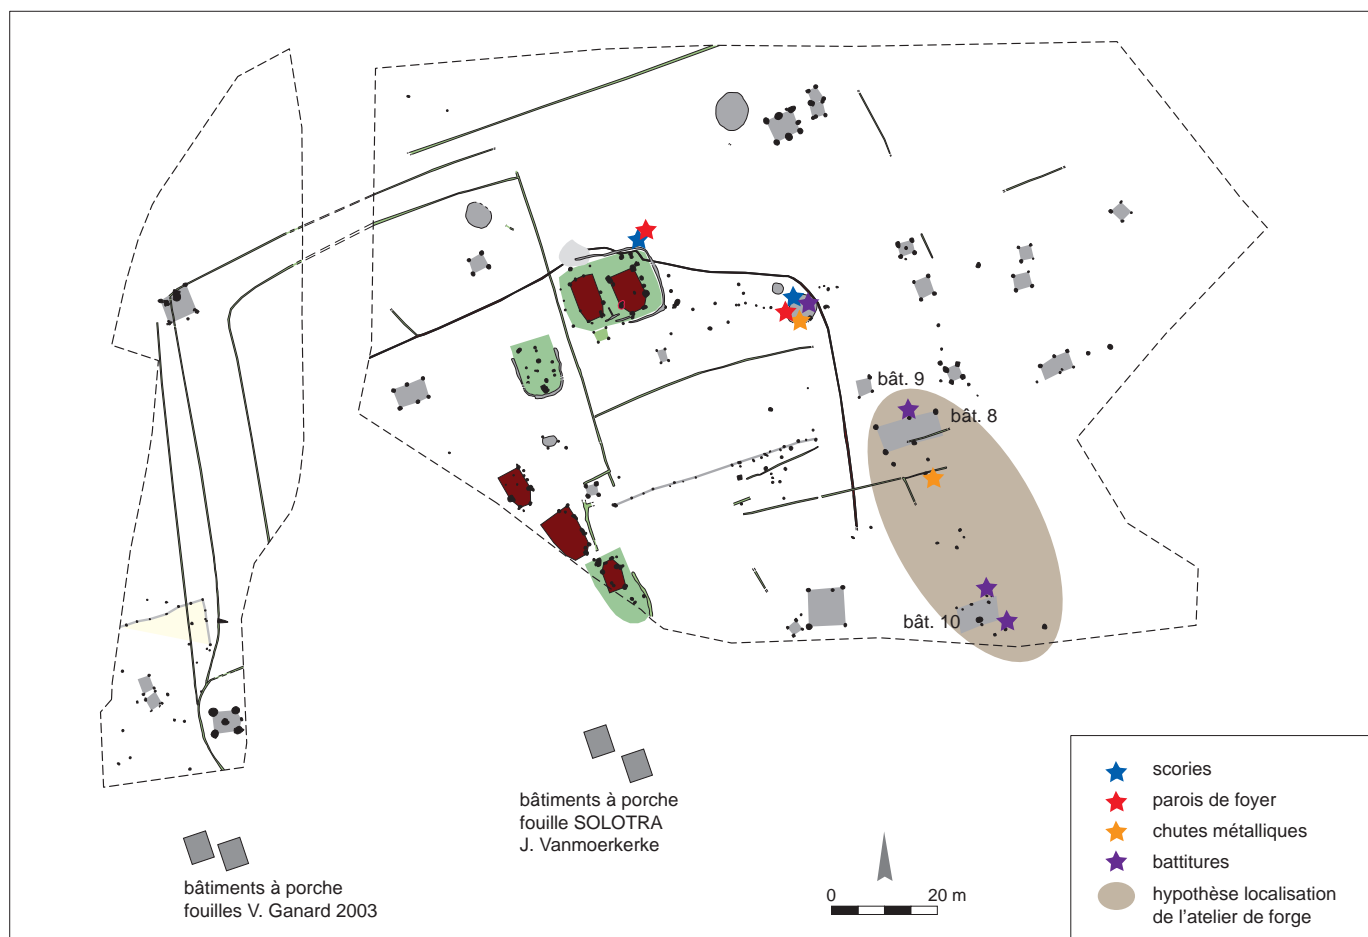 bât. 9
bât. 8
bât. 10
bâtiments à porche
fouille SOLOTRA
J. Vanmoerkerke
bâtiments à porche
fouilles V. Ganard 2003
0
20 m
scories
parois de foyer
chutes métalliques
battitures
hypothèse localisation
de l'atelier de forge